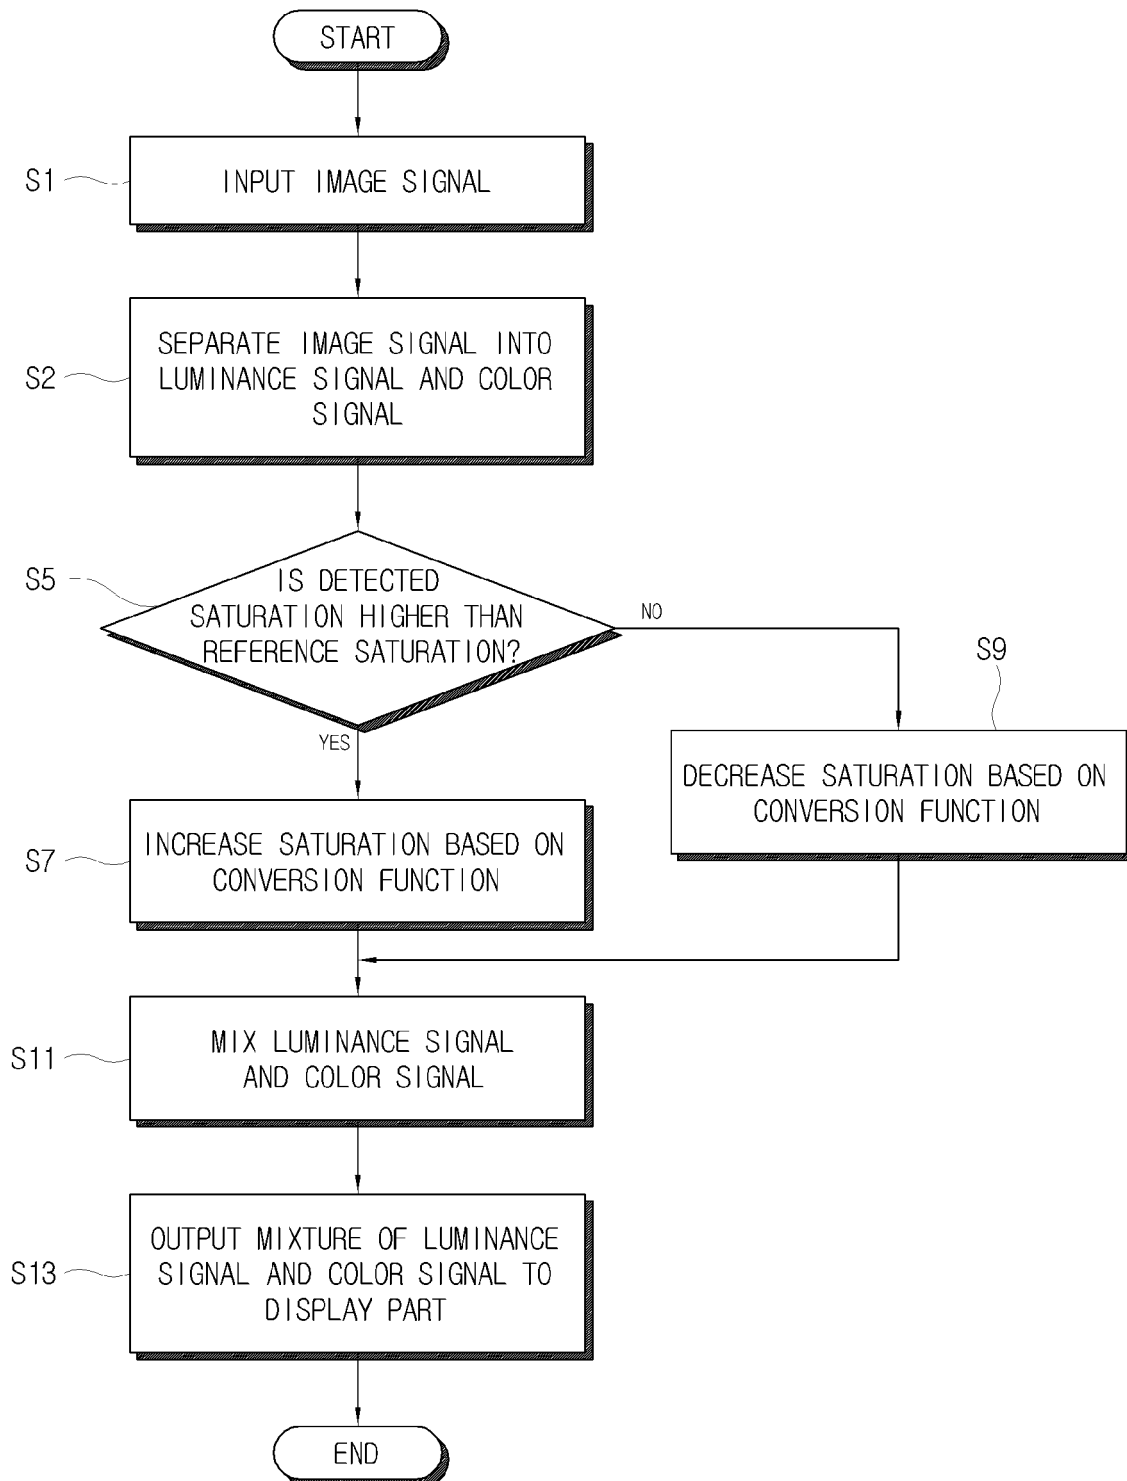 START
S1
INPUT IMAGE SIGNAL
S2
SEPARATE IMAGE SIGNAL INTO
LUMINANCE SIGNAL AND COLOR
SIGNAL
S5
IS DETECTED
SATURATION HIGHER THAN
REFERENCE SATURATION?
NO
YES
S9
DECREASE SATURATION BASED ON
CONVERSION FUNCTION
S7
INCREASE SATURATION BASED ON
CONVERSION FUNCTION
S11
MIX LUMINANCE SIGNAL
AND COLOR SIGNAL
S13
OUTPUT MIXTURE OF LUMINANCE
SIGNAL AND COLOR SIGNAL TO
DISPLAY PART
END